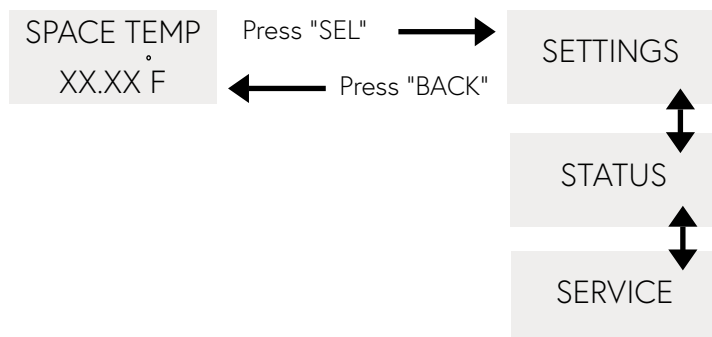 SPACE TEMP
XX.XX °F
Press "SEL"
Press "BACK"
SETTINGS
STATUS
SERVICE